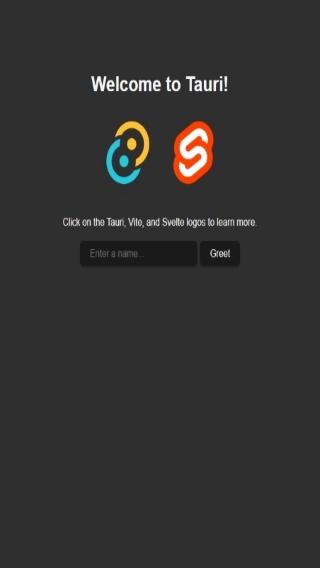 Welcome to Tauri!
Click on the Tauri, Vite, and Svelte logos to learn more.
Enter a name...
Greet